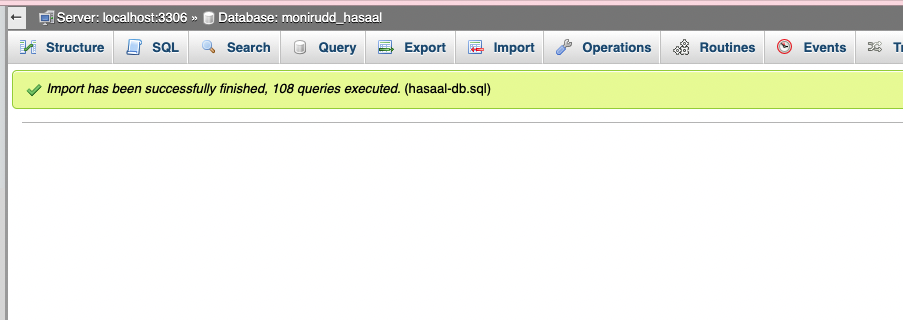 ← Server: localhost:3306 » Database: monirudd_hasaal
Structure SQL Search Query Export Import Operations Routines Events
Import has been successfully finished, 108 queries executed. (hasaal-db.sql)